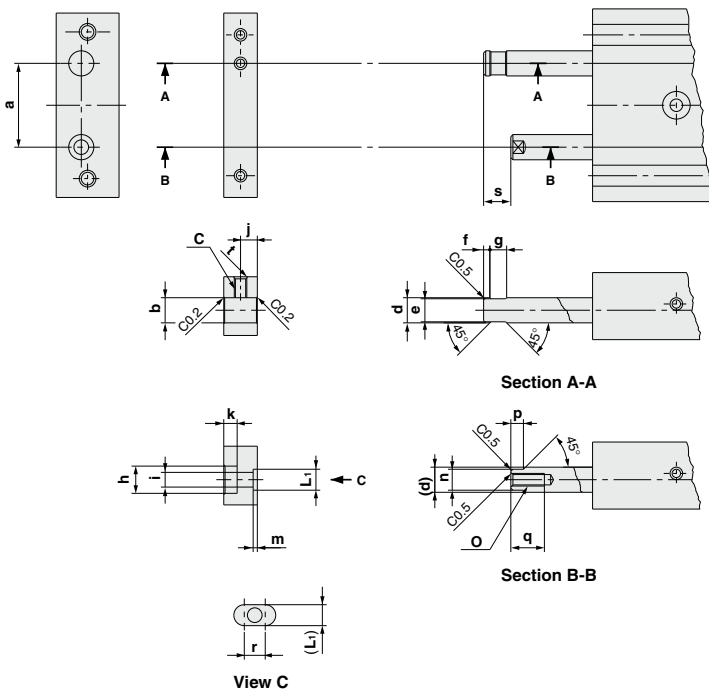 a
A
A
B
B
s
C
t
j
b
C0.2
C0.2
f
g
C0.5
d
e
45°
45°
Section A-A
k
h
i
L1
C
m
p
C0.5
45°
(d)
n
C0.5
O
q
Section B-B
(L1)
r
View C